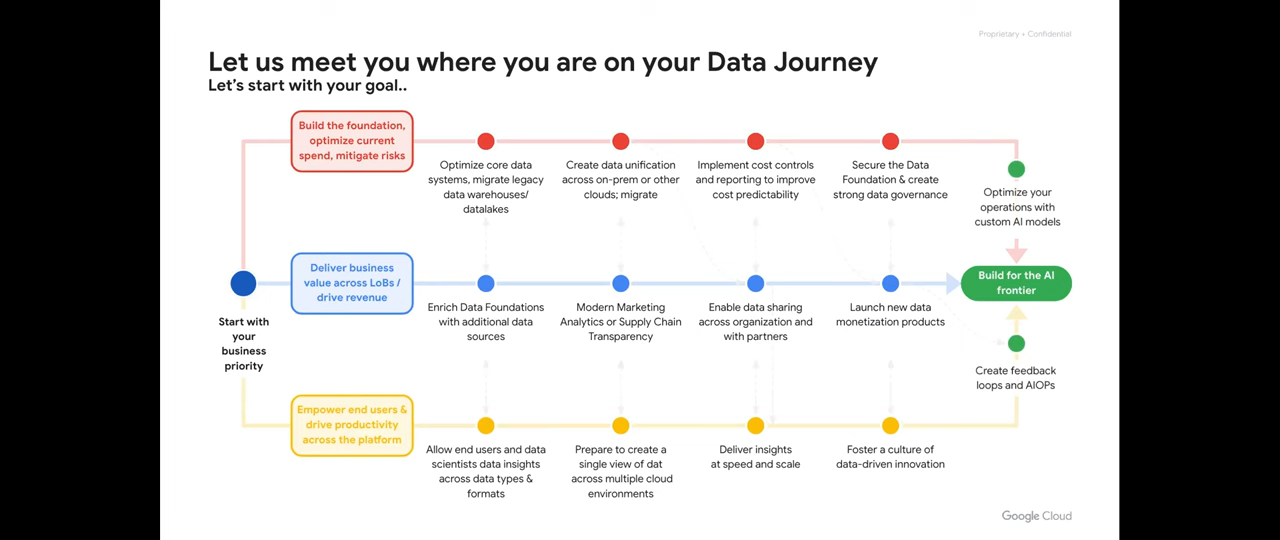 Proprietary + Confidential
Let us meet you where you are on your Data Journey
Let's start with your goal..
Build the foundation,
optimize current
spend, mitigate risks
Optimize core data
systems, migrate legacy
data warehouses/
datalakes
Create data unification
across on-prem or other
clouds; migrate
Implement cost controls
and reporting to improve
cost predictability
Secure the Data
Foundation & create
strong data governance
Optimize your
operations with
custom AI models
Start with
your
business
priority
Deliver business
value across LoBs /
drive revenue
Enrich Data Foundations
with additional data
sources
Modern Marketing
Analytics or Supply Chain
Transparency
Enable data sharing
across organization and
with partners
Launch new data
monetization products
Build for the AI
frontier
Create feedback
loops and AIOPs
Empower end users &
drive productivity
across the platform
Allow end users and data
scientists data insights
across data types &
formats
Prepare to create a
single view of dat
across multiple cloud
environments
Deliver insights
at speed and scale
Foster a culture of
data-driven innovation
Google Cloud